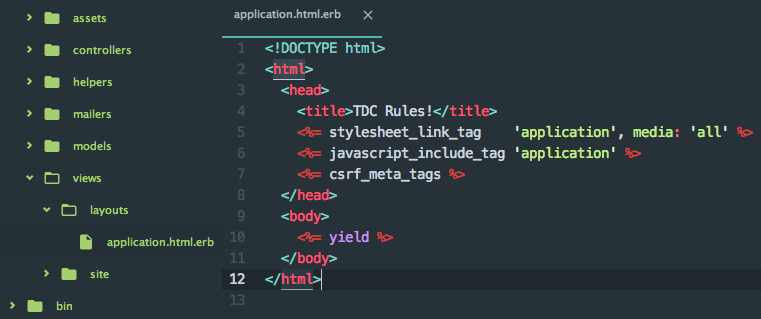 assets
controllers
helpers
mailers
models
views
layouts
application.html.erb
site
bin
application.html.erb ×
1 <!DOCTYPE html>
2 <html>
3   <head>
4     <title>TDC Rules!</title>
5     <%= stylesheet_link_tag    'application', media: 'all' %>
6     <%= javascript_include_tag 'application' %>
7     <%= csrf_meta_tags %>
8   </head>
9   <body>
10     <%= yield %>
11   </body>
12 </html>
13